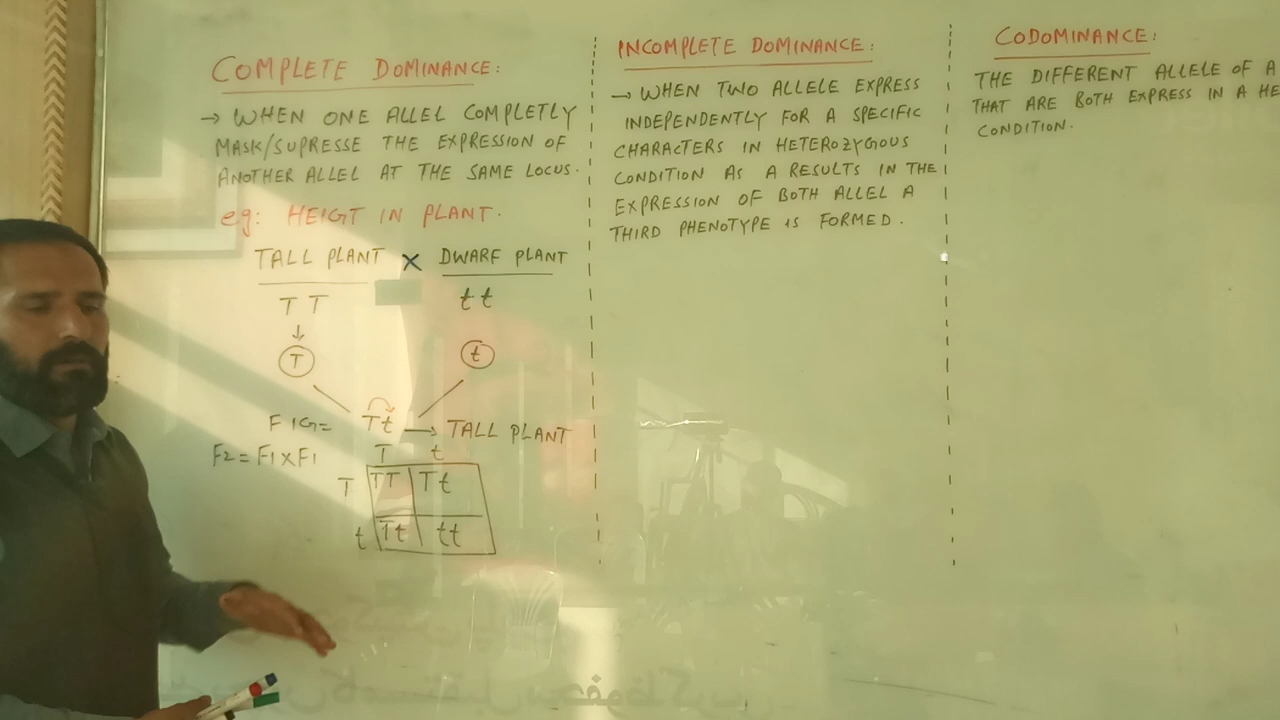 COMPLETE DOMINANCE:
→ WHEN ONE ALLEL COMPLETLY
MASK/SUPRESSE THE EXPRESSION OF
ANOTHER ALLEL AT THE SAME LOCUS.
eg: HEIGT IN PLANT.
TALL PLANT X DWARF PLANT
TT tt
↓
T t
F1G= Tt → TALL PLANT
F2=F1XF1 T t
T TT Tt
t Tt tt
INCOMPLETE DOMINANCE:
→ WHEN TWO ALLELE EXPRESS
INDEPENDENTLY FOR A SPECIFIC
CHARACTERS IN HETEROZYGOUS
CONDITION AS A RESULTS IN THE
EXPRESSION OF BOTH ALLEL A
THIRD PHENOTYPE IS FORMED.
CODOMINANCE:
THE DIFFERENT ALLELE OF A
THAT ARE BOTH EXPRESS IN A HE
CONDITION.